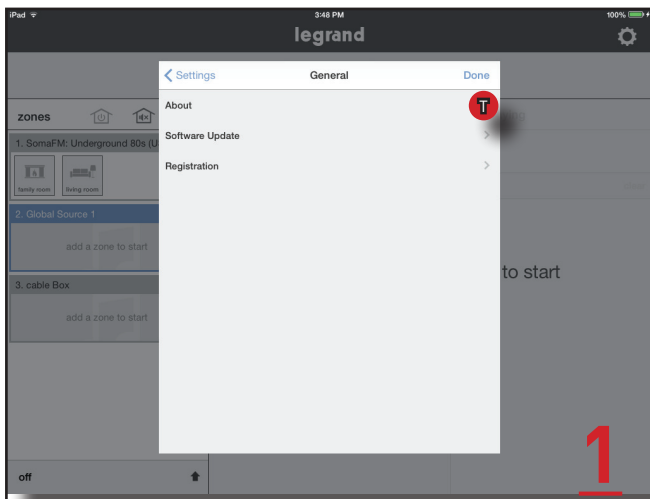 iPad 3:48 PM 100%
legrand
Settings General Done
zones
About T
Software Update
Registration
1. SomaFM: Underground 80s (U
family room living room
2. Global Source 1
add a zone to start
to start
3. cable Box
add a zone to start
off
1